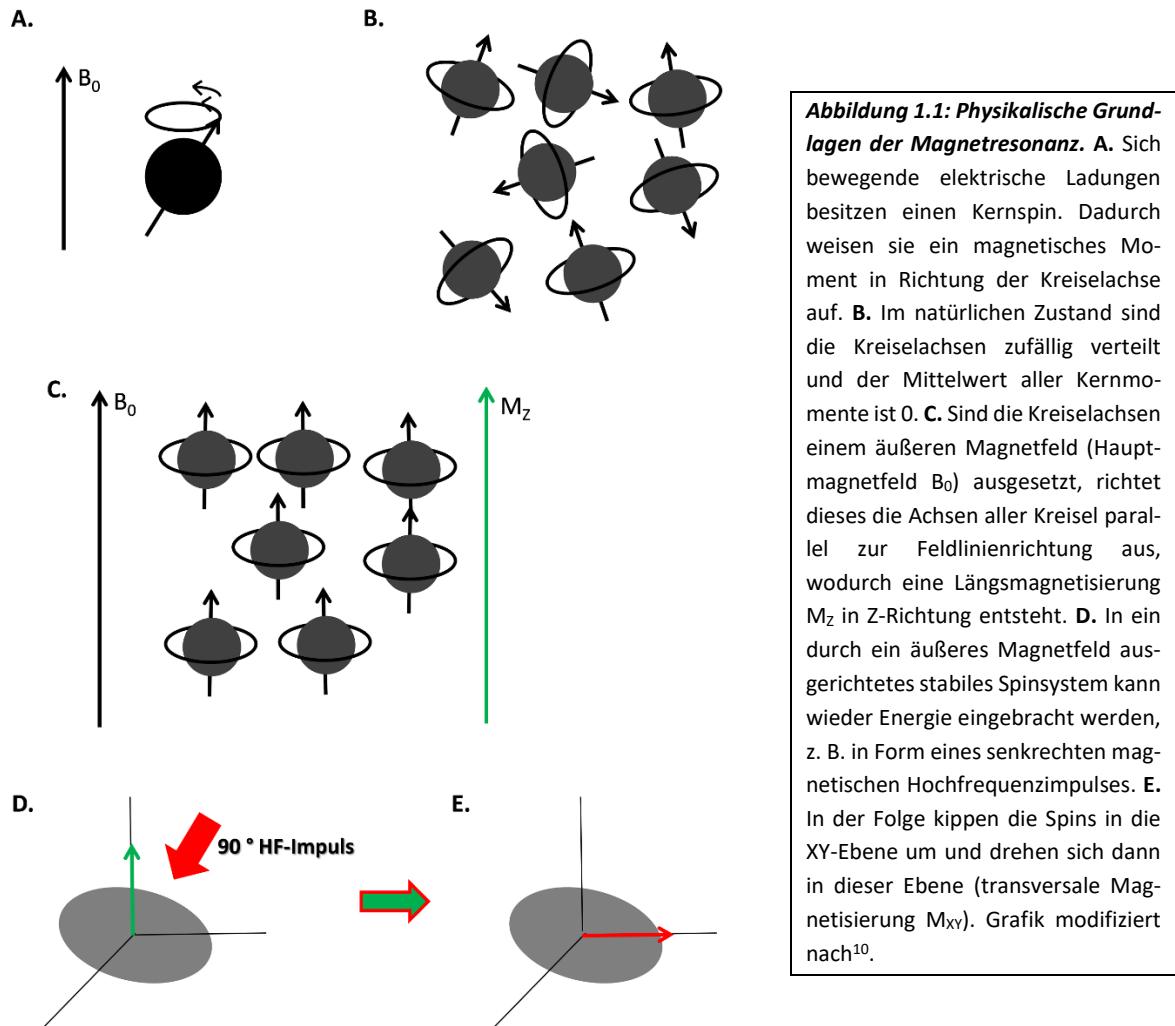 A.
B.
B₀
C.
B₀
M_Z
D.
90 ° HF-Impuls
E.
Abbildung 1.1: Physikalische Grund-
lagen der Magnetresonanz. A. Sich
bewegende elektrische Ladungen
besitzen einen Kernspin. Dadurch
weisen sie ein magnetisches Mo-
ment in Richtung der Kreiselachse
auf. B. Im natürlichen Zustand sind
die Kreiselachsen zufällig verteilt
und der Mittelwert aller Kernmo-
mente ist 0. C. Sind die Kreiselachsen
einem äußeren Magnetfeld (Haupt-
magnetfeld B₀) ausgesetzt, richtet
dieses die Achsen aller Kreisel paral-
lel zur Feldlinienrichtung aus,
wodurch eine Längsmagnetisierung
M_Z in Z-Richtung entsteht. D. In ein
durch ein äußeres Magnetfeld aus-
gerichtetes stabiles Spinsystem kann
wieder Energie eingebracht werden,
z. B. in Form eines senkrechten mag-
netischen Hochfrequenzimpulses. E.
In der Folge kippen die Spins in die
XY-Ebene um und drehen sich dann
in dieser Ebene (transversale Mag-
netisierung M_XY). Grafik modifiziert
nach¹⁰.